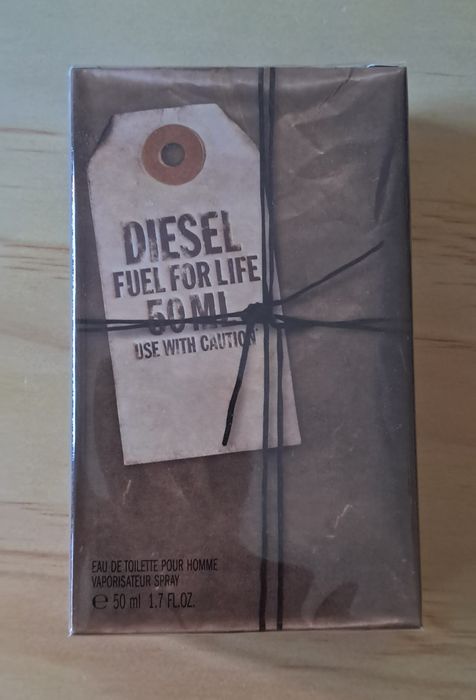 DIESEL
FUEL FOR LIFE
50 ML
USE WITH CAUTION
EAU DE TOILETTE POUR HOMME
VAPORISATEUR SPRAY
℮ 50 ml 1.7 FL.OZ.